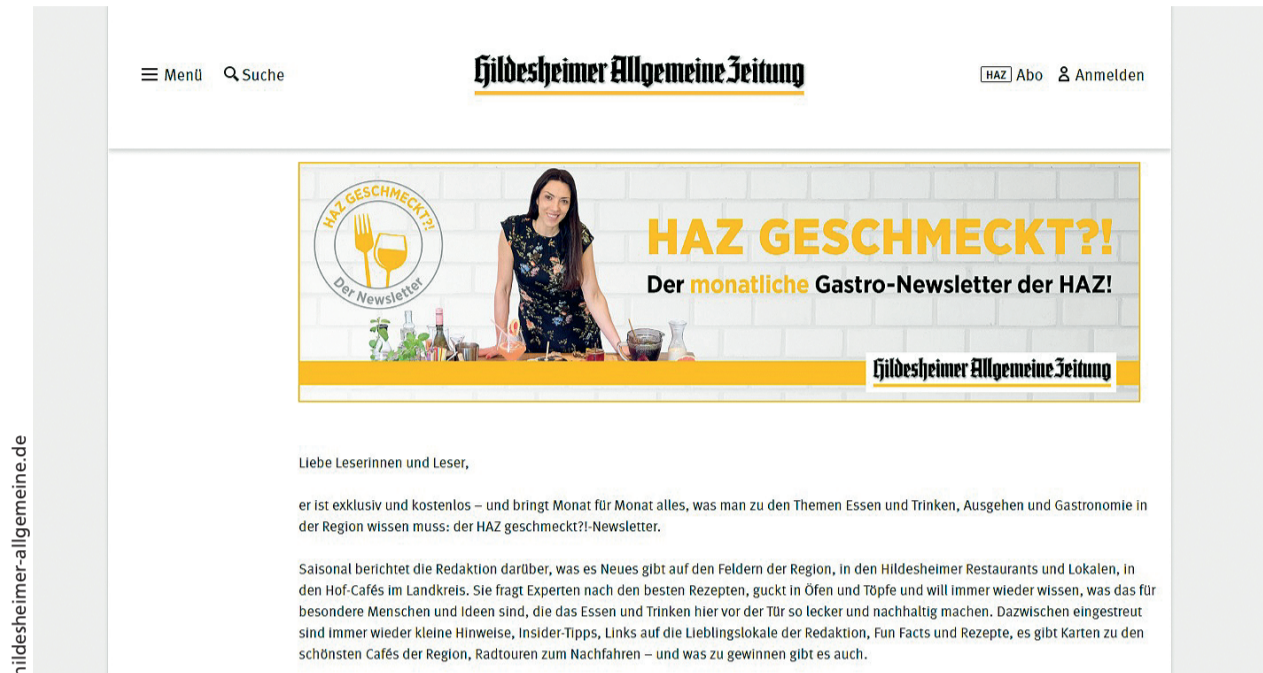 Menü Suche Hildesheimer Allgemeine Zeitung HAZ Abo Anmelden
HAZ GESCHMECKT?!
Der Newsletter
HAZ GESCHMECKT?!
Der monatliche Gastro-Newsletter der HAZ!
Hildesheimer Allgemeine Zeitung
Liebe Leserinnen und Leser,
er ist exklusiv und kostenlos – und bringt Monat für Monat alles, was man zu den Themen Essen und Trinken, Ausgehen und Gastronomie in
der Region wissen muss: der HAZ geschmeckt?!-Newsletter.
Saisonal berichtet die Redaktion darüber, was es Neues gibt auf den Feldern der Region, in den Hildesheimer Restaurants und Lokalen, in
den Hof-Cafés im Landkreis. Sie fragt Experten nach den besten Rezepten, guckt in Öfen und Töpfe und will immer wieder wissen, was das für
besondere Menschen und Ideen sind, die das Essen und Trinken hier vor der Tür so lecker und nachhaltig machen. Dazwischen eingestreut
sind immer wieder kleine Hinweise, Insider-Tipps, Links auf die Lieblingslokale der Redaktion, Fun Facts und Rezepte, es gibt Karten zu den
schönsten Cafés der Region, Radtouren zum Nachfahren – und was zu gewinnen gibt es auch.
hildesheimer-allgemeine.de